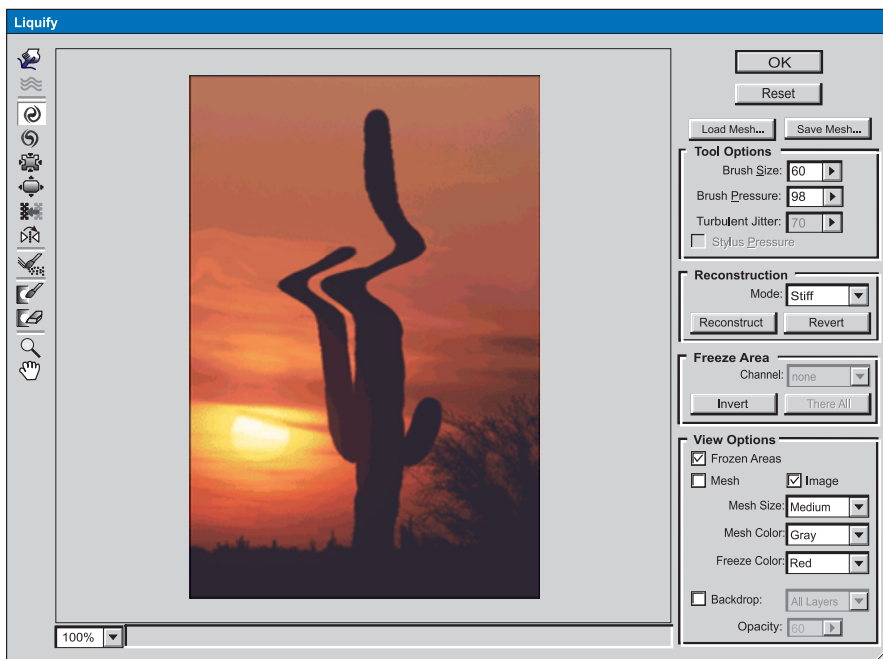 Liquify
OK
Reset
Load Mesh... Save Mesh...
Tool Options
Brush Size: 60
Brush Pressure: 98
Turbulent Jitter: 70
Stylus Pressure
Reconstruction
Mode: Stiff
Reconstruct Revert
Freeze Area
Channel: none
Invert There All
View Options
Frozen Areas
Mesh Image
Mesh Size: Medium
Mesh Color: Gray
Freeze Color: Red
Backdrop: All Layers
Opacity: 60
100%